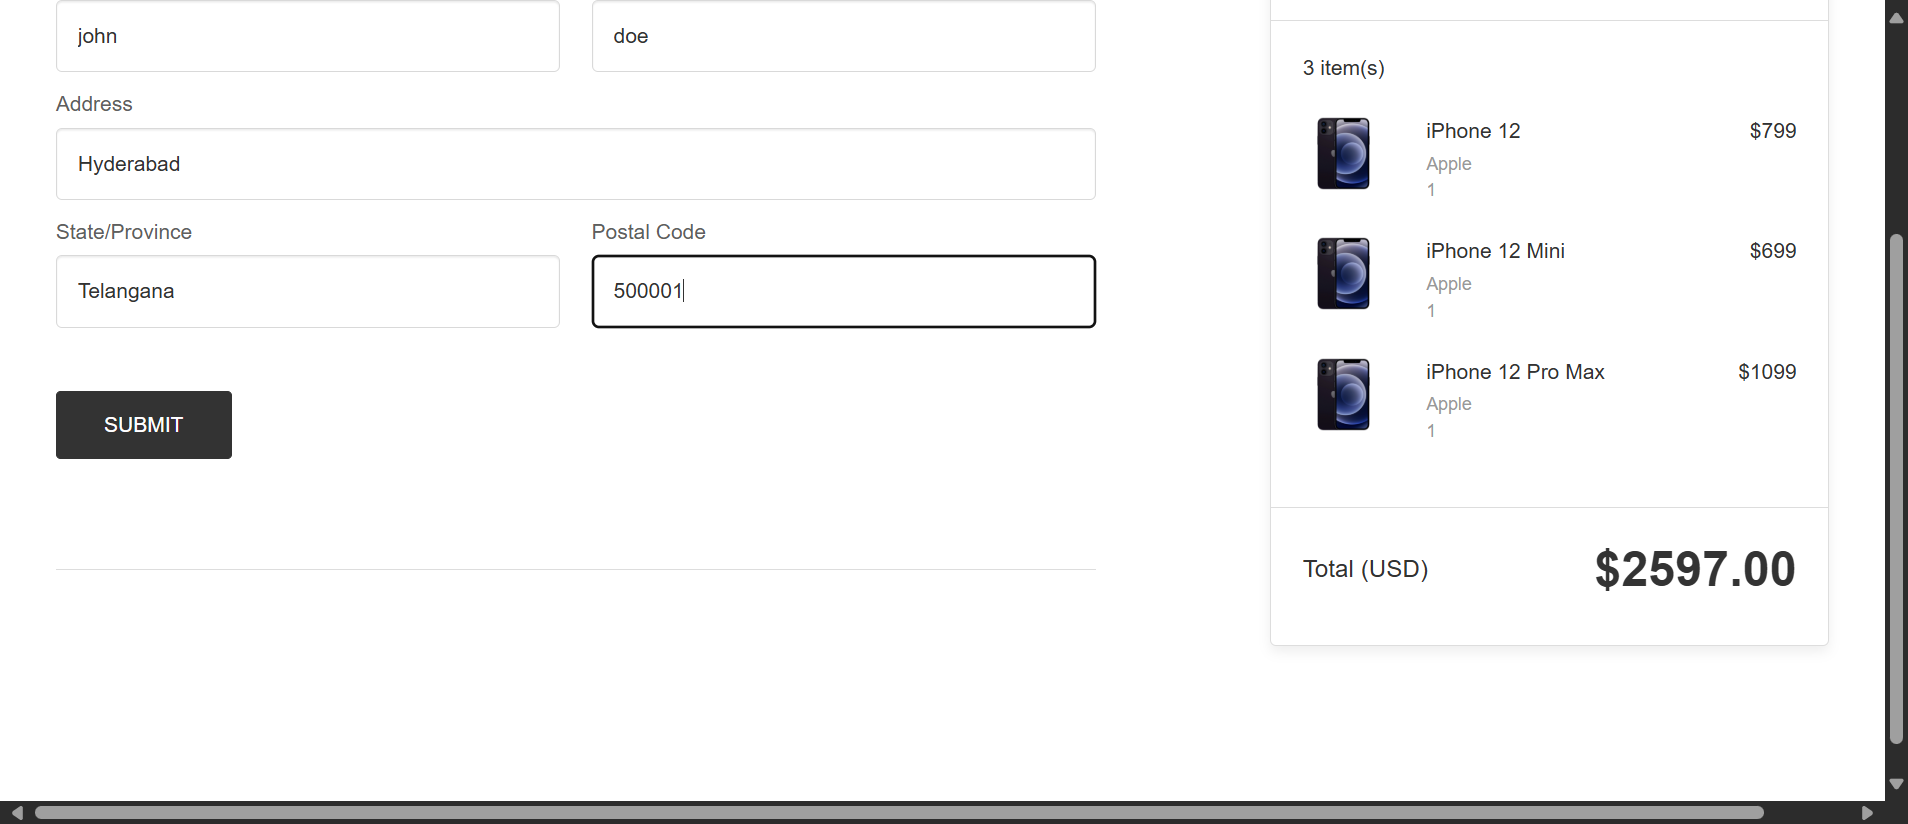 john
doe
Address
Hyderabad
State/Province
Postal Code
Telangana
500001
SUBMIT
3 item(s)
iPhone 12
$799
Apple
1
iPhone 12 Mini
$699
Apple
1
iPhone 12 Pro Max
$1099
Apple
1
Total (USD)
$2597.00